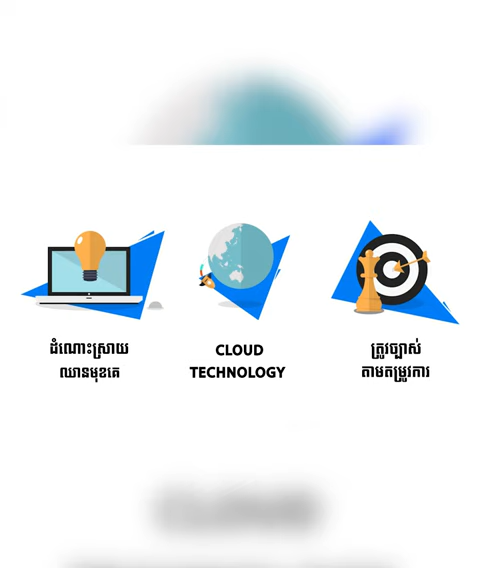 ដំណោះស្រាយ
ឈានមុខគេ
CLOUD
TECHNOLOGY
ត្រូវច្បាស់
តាមតម្រូវការ